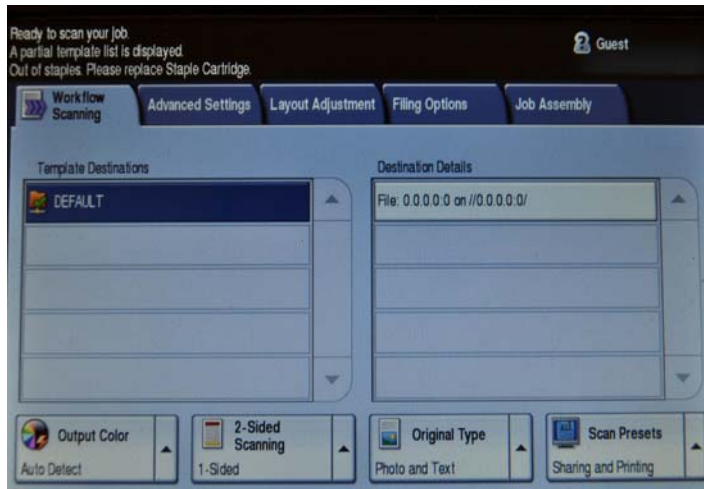 Ready to scan your job.
A partial template list is displayed.
Out of staples. Please replace Staple Cartridge.
Guest
Workflow
Scanning
Advanced Settings
Layout Adjustment
Filing Options
Job Assembly
Template Destinations
Destination Details
DEFAULT
File: 0.0.0.0:0 on //0.0.0.0:0/
Output Color
Auto Detect
2-Sided
Scanning
1-Sided
Original Type
Photo and Text
Scan Presets
Sharing and Printing